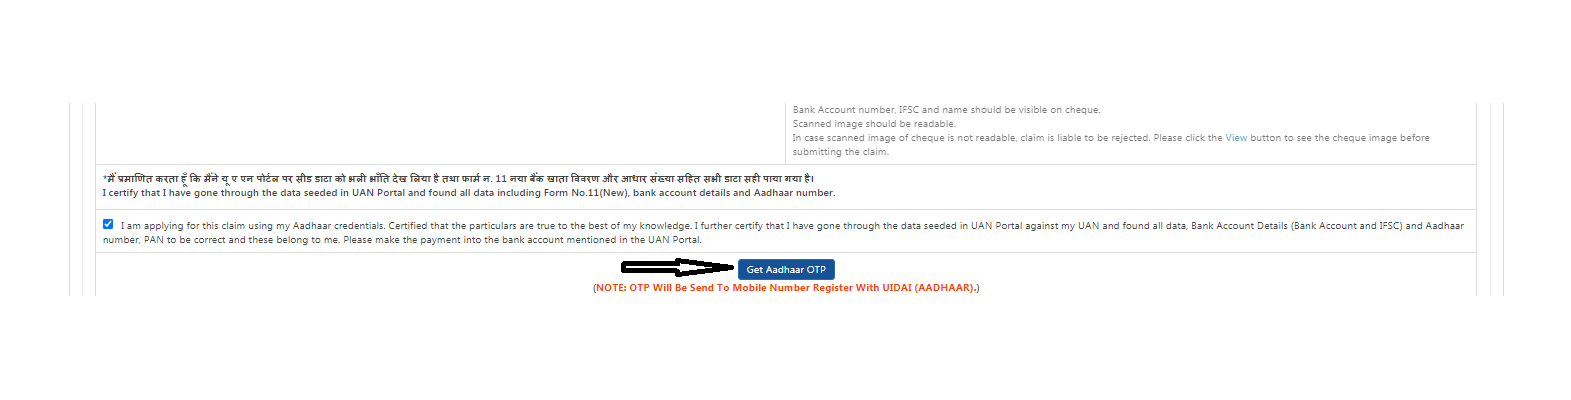 Bank Account number, IFSC and name should be visible on cheque.
Scanned image should be readable.
In case scanned image of cheque is not readable, claim is liable to be rejected. Please click the View button to see the cheque image before
submitting the claim.
*मैं प्रमाणित करता हूँ कि मैंने यू ए एन पोर्टल पर सीड डाटा को भली भाँति देख लिया है तथा फार्म न. 11 नया बैंक खाता विवरण और आधार संख्या सहित सभी डाटा सही पाया गया है।
I certify that I have gone through the data seeded in UAN Portal and found all data including Form No.11(New), bank account details and Aadhaar number.
I am applying for this claim using my Aadhaar credentials. Certified that the particulars are true to the best of my knowledge. I further certify that I have gone through the data seeded in UAN Portal against my UAN and found all data, Bank Account Details (Bank Account and IFSC) and Aadhaar
number, PAN to be correct and these belong to me. Please make the payment into the bank account mentioned in the UAN Portal.
Get Aadhaar OTP
(NOTE: OTP Will Be Send To Mobile Number Register With UIDAI (AADHAAR).)